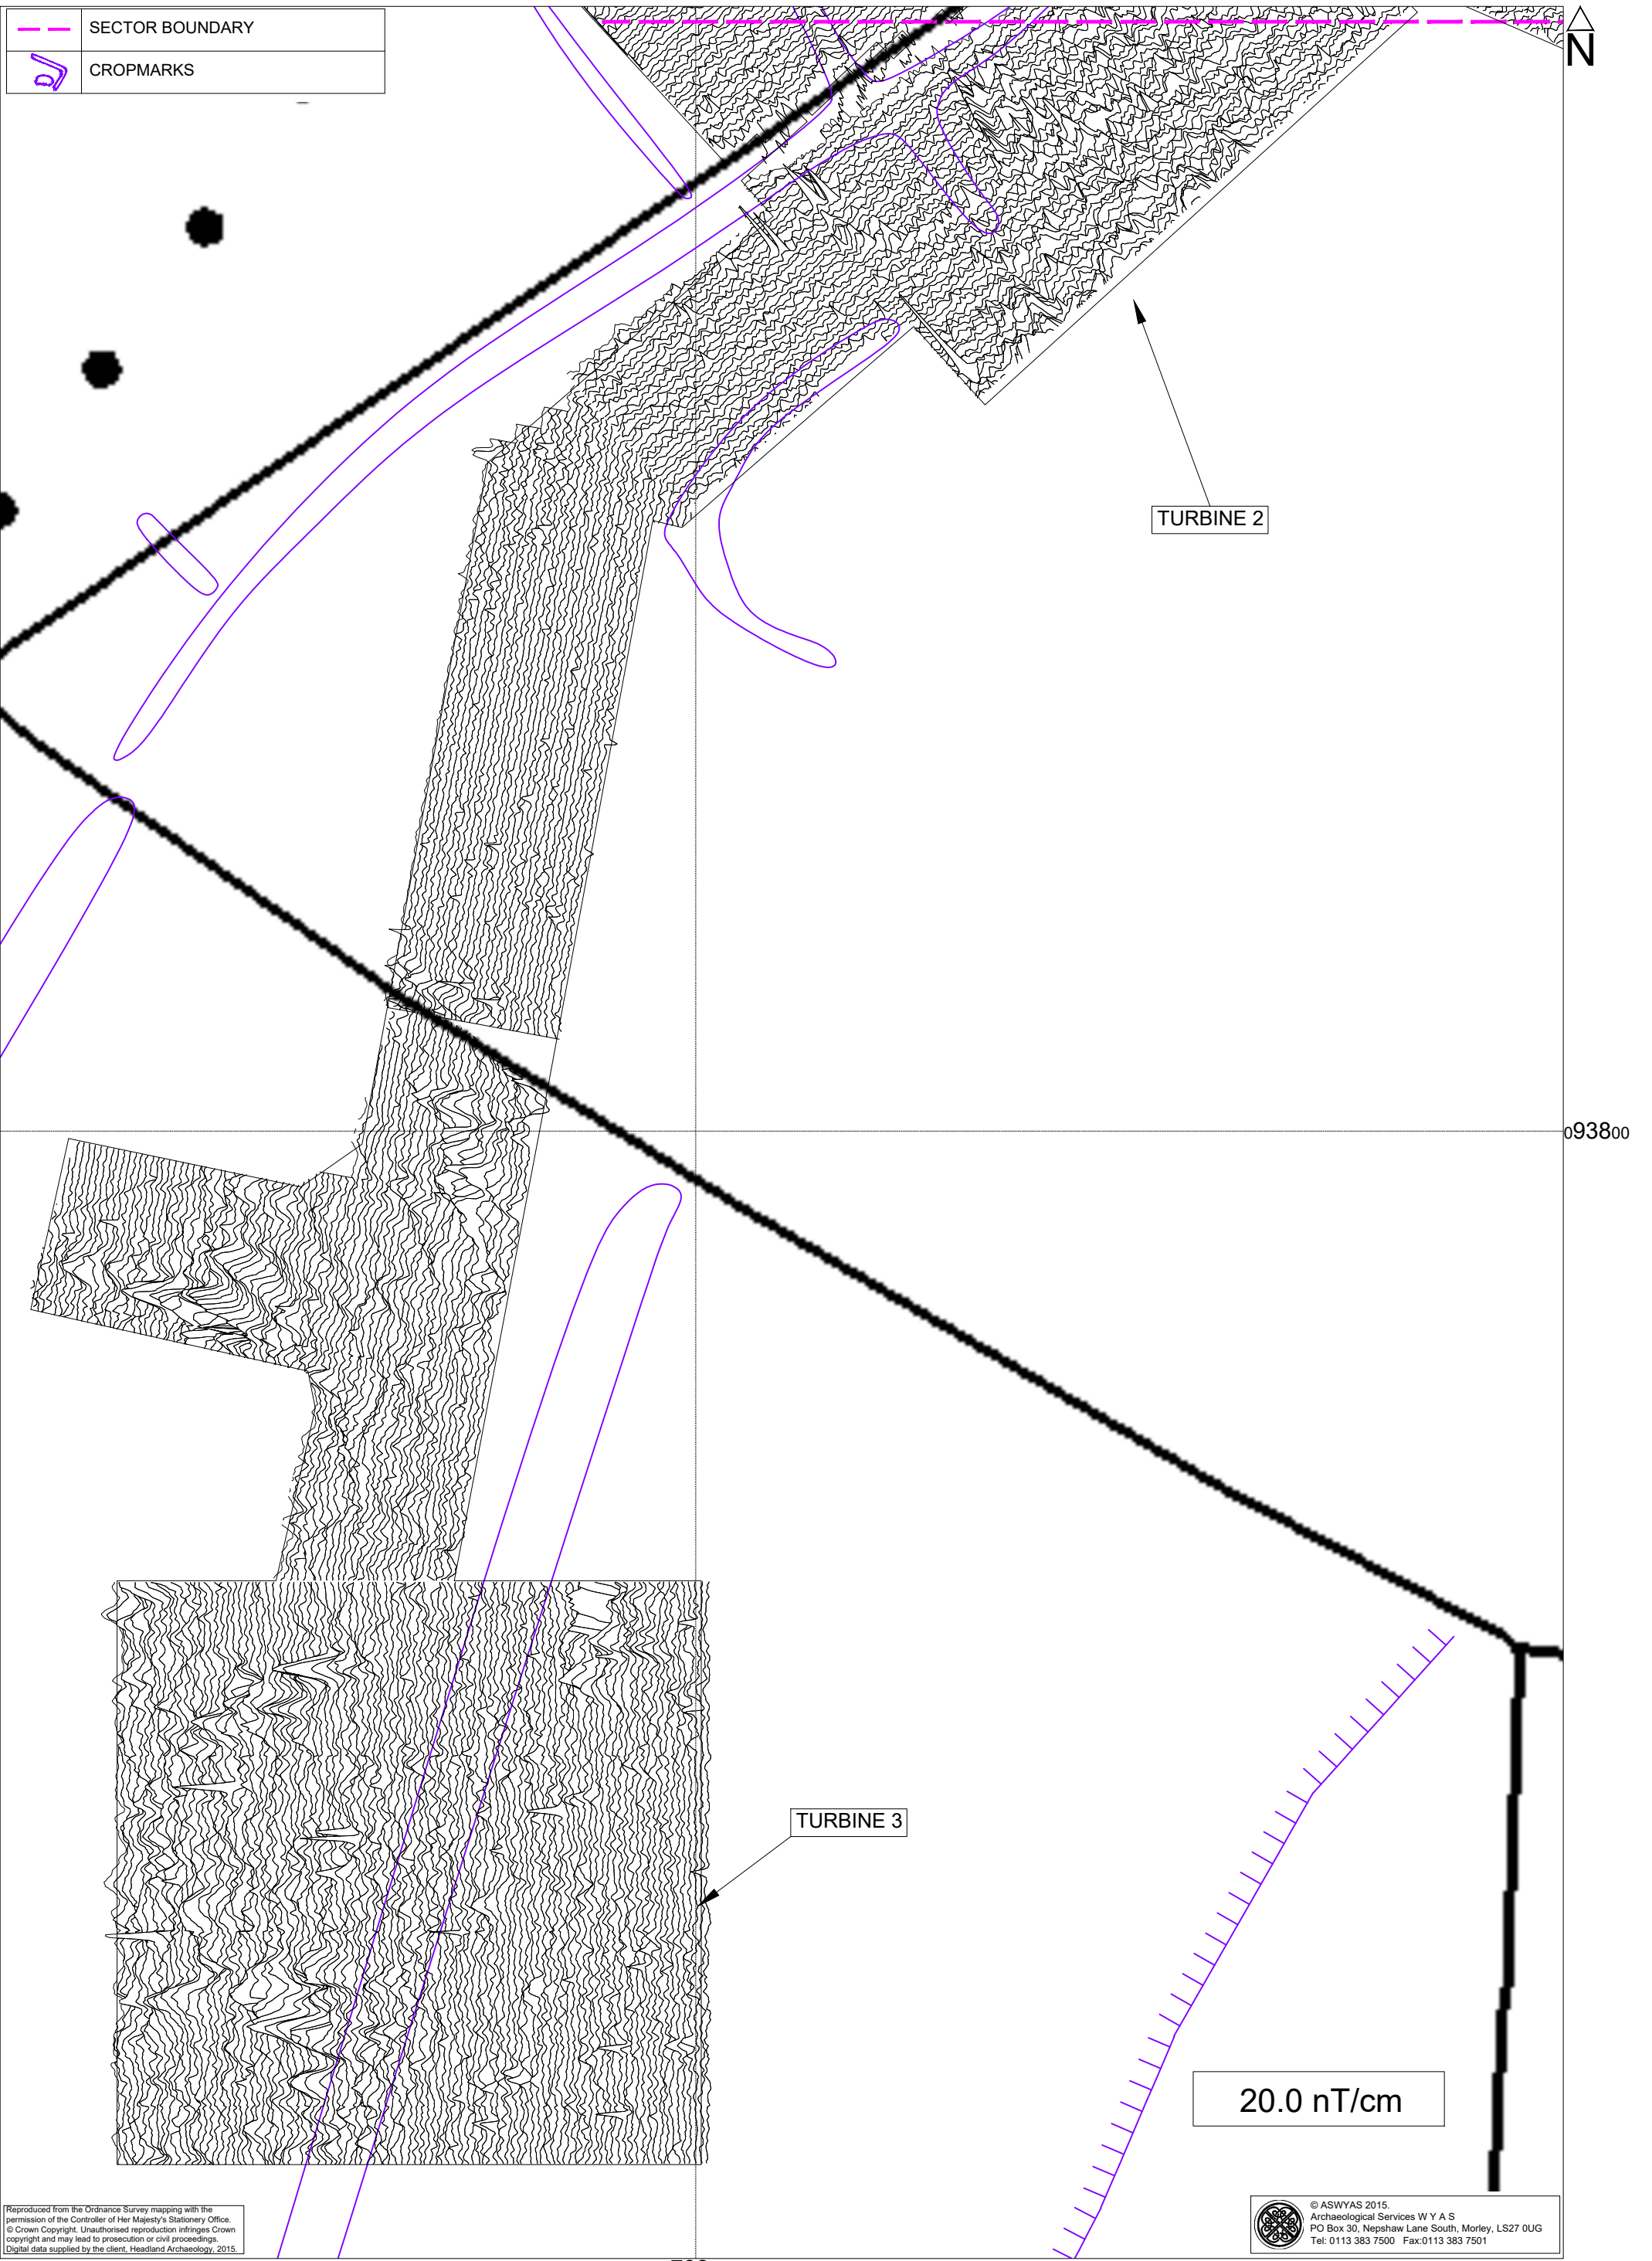 SECTOR BOUNDARY
CROPMARKS
N
TURBINE 2
093800
TURBINE 3
20.0 nT/cm
Reproduced from the Ordnance Survey mapping with the
permission of the Controller of Her Majesty's Stationery Office.
© Crown Copyright. Unauthorised reproduction infringes Crown
copyright and may lead to prosecution or civil proceedings.
Digital data supplied by the client, Headland Archaeology, 2015.
© ASWYAS 2015.
Archaeological Services W Y A S
PO Box 30, Nepshaw Lane South, Morley, LS27 0UG
Tel: 0113 383 7500 Fax:0113 383 7501